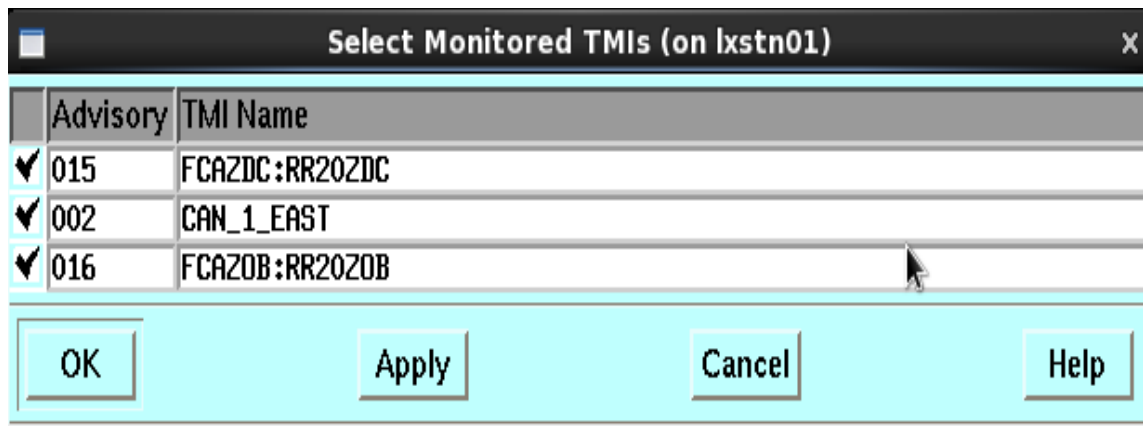 Select Monitored TMIs (on lxstn01) x
Advisory TMI Name
015 FCAZDC:RR20ZDC
002 CAN_1_EAST
016 FCAZOB:RR20ZOB
OK Apply Cancel Help